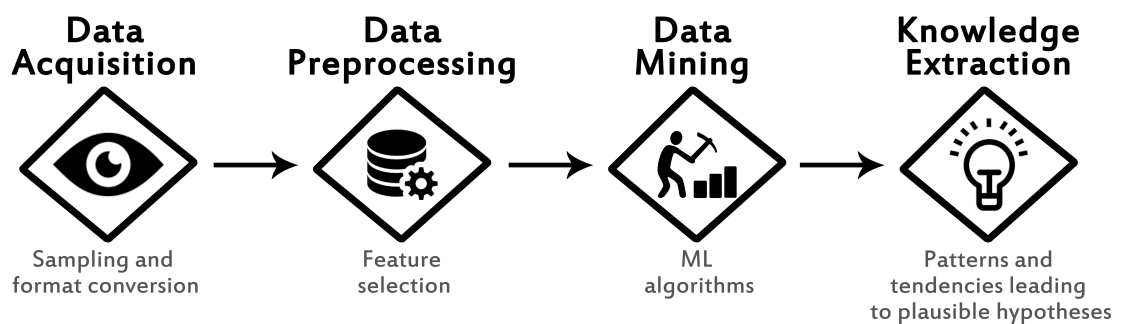 Data
Acquisition
Sampling and
format conversion
Data
Preprocessing
Feature
selection
Data
Mining
ML
algorithms
Knowledge
Extraction
Patterns and
tendencies leading
to plausible hypotheses